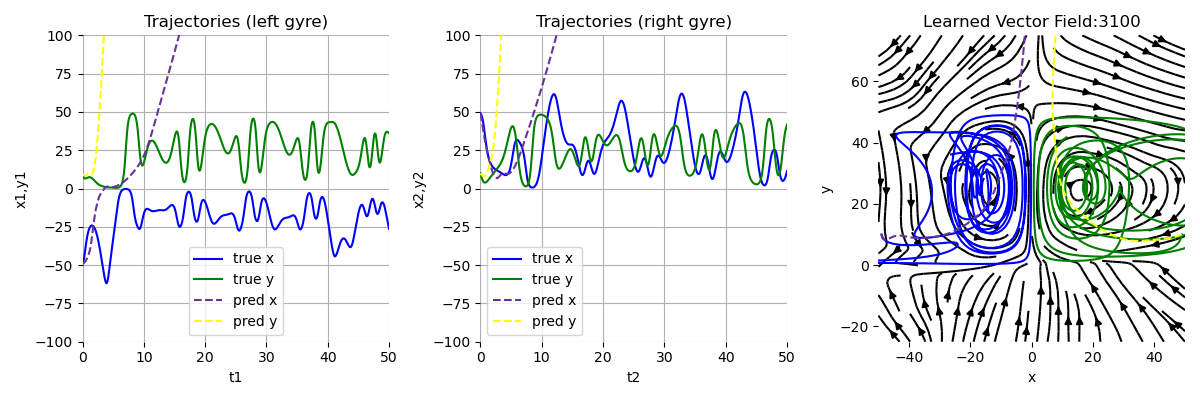 Trajectories (left gyre)
x1,y1
100
75
50
25
0
−25
−50
−75
−100
true x
true y
pred x
pred y
0
10
20
30
40
50
t1
Trajectories (right gyre)
x2,y2
100
75
50
25
0
−25
−50
−75
−100
true x
true y
pred x
pred y
0
10
20
30
40
50
t2
Learned Vector Field:3100
y
60
40
20
0
−20
−40
−20
0
20
40
x